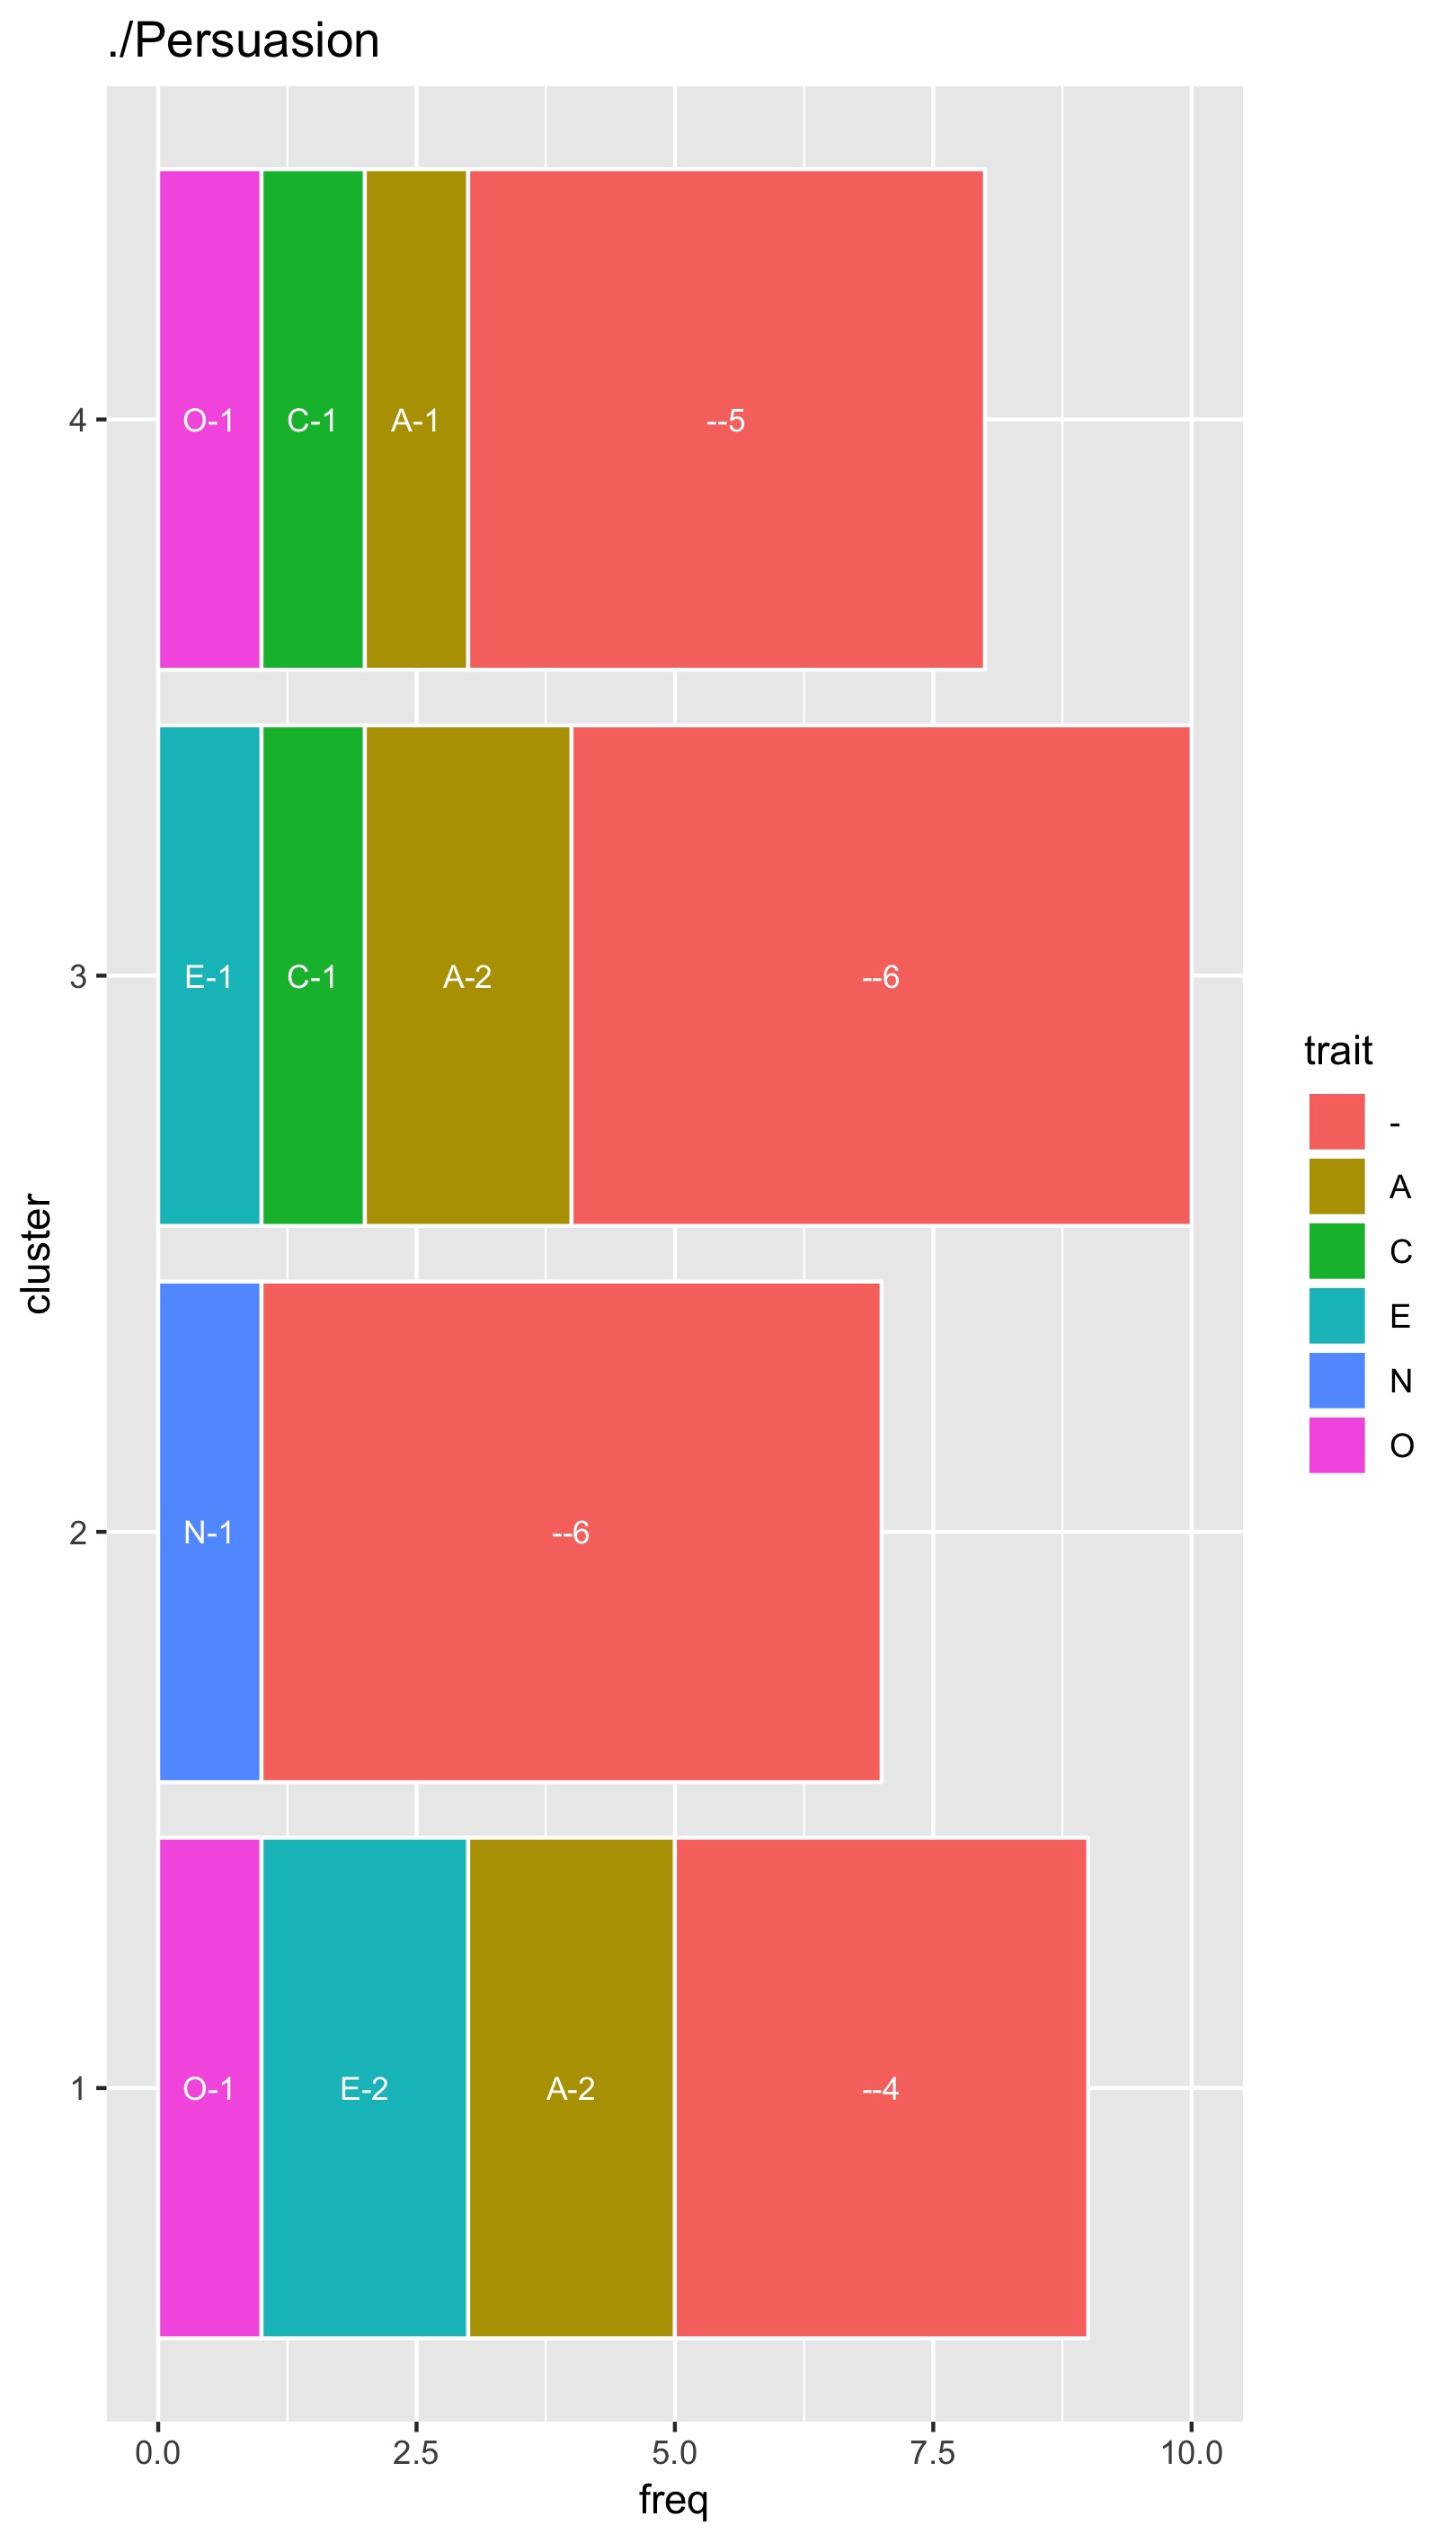 ./Persuasion
4
O-1 C-1 A-1 --5
3
E-1 C-1 A-2 --6
2
N-1 --6
1
O-1 E-2 A-2 --4
0.0 2.5 5.0 7.5 10.0
freq
cluster
trait
-
A
C
E
N
O